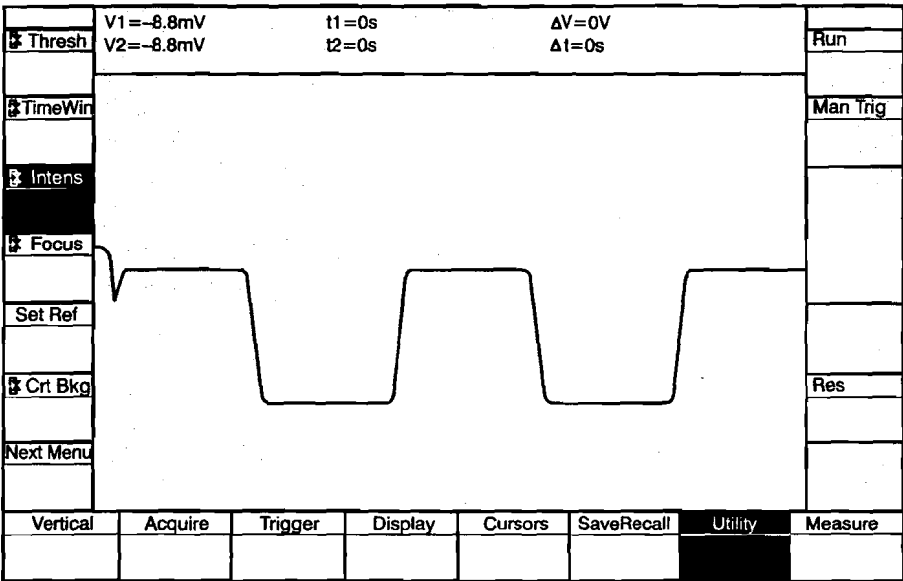 V1=–8.8mV t1=0s ΔV=0V
V2=–8.8mV t2=0s Δt=0s
Thresh
TimeWin
Intens
Focus
Set Ref
Crt Bkg
Next Menu
Run
Man Trig
Res
Vertical Acquire Trigger Display Cursors SaveRecall Utility Measure